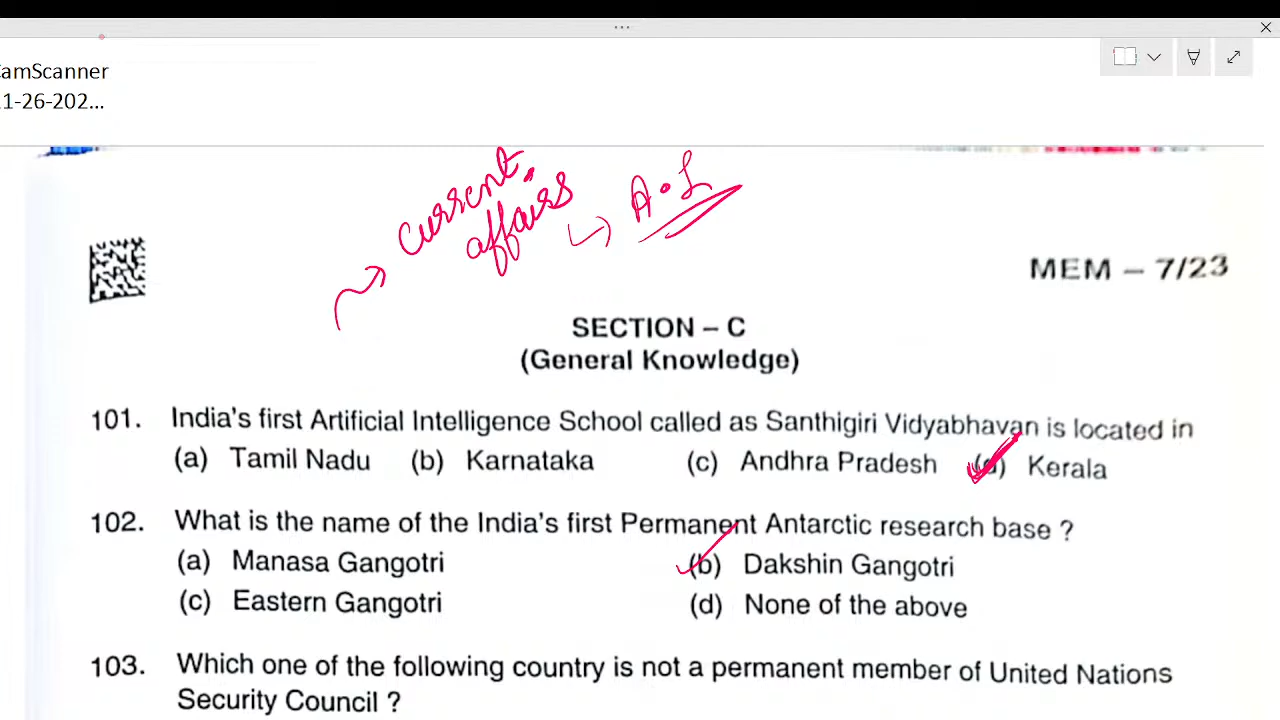 CamScanner
11-26-202...
current
affairs
A.I
MEM – 7/23
SECTION – C
(General Knowledge)
101. India's first Artificial Intelligence School called as Santhigiri Vidyabhavan is located in
(a) Tamil Nadu (b) Karnataka (c) Andhra Pradesh (d) Kerala
102. What is the name of the India's first Permanent Antarctic research base ?
(a) Manasa Gangotri (b) Dakshin Gangotri
(c) Eastern Gangotri (d) None of the above
103. Which one of the following country is not a permanent member of United Nations
Security Council ?